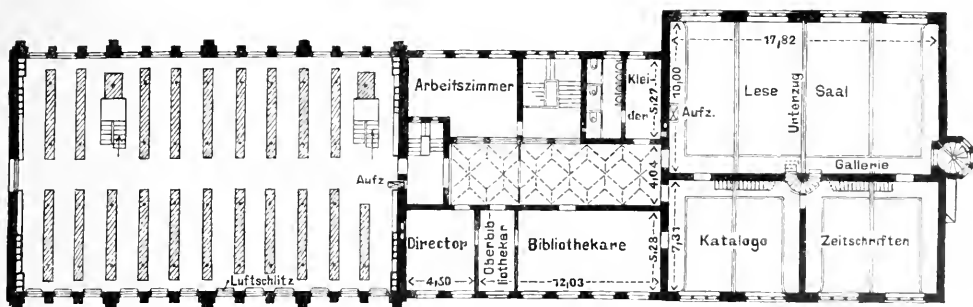 17,82
Arbeitszimmer
Klei
der
5,27
10,00
Aufz.
Lese
Saal
Unterzug
Gallerie
4,04
Aufz
Director
Oberbib
liothekar
Bibliothekare
5,28
7,31
Kataloge
Zeitschriften
4,50
12,03
Luftschlitz